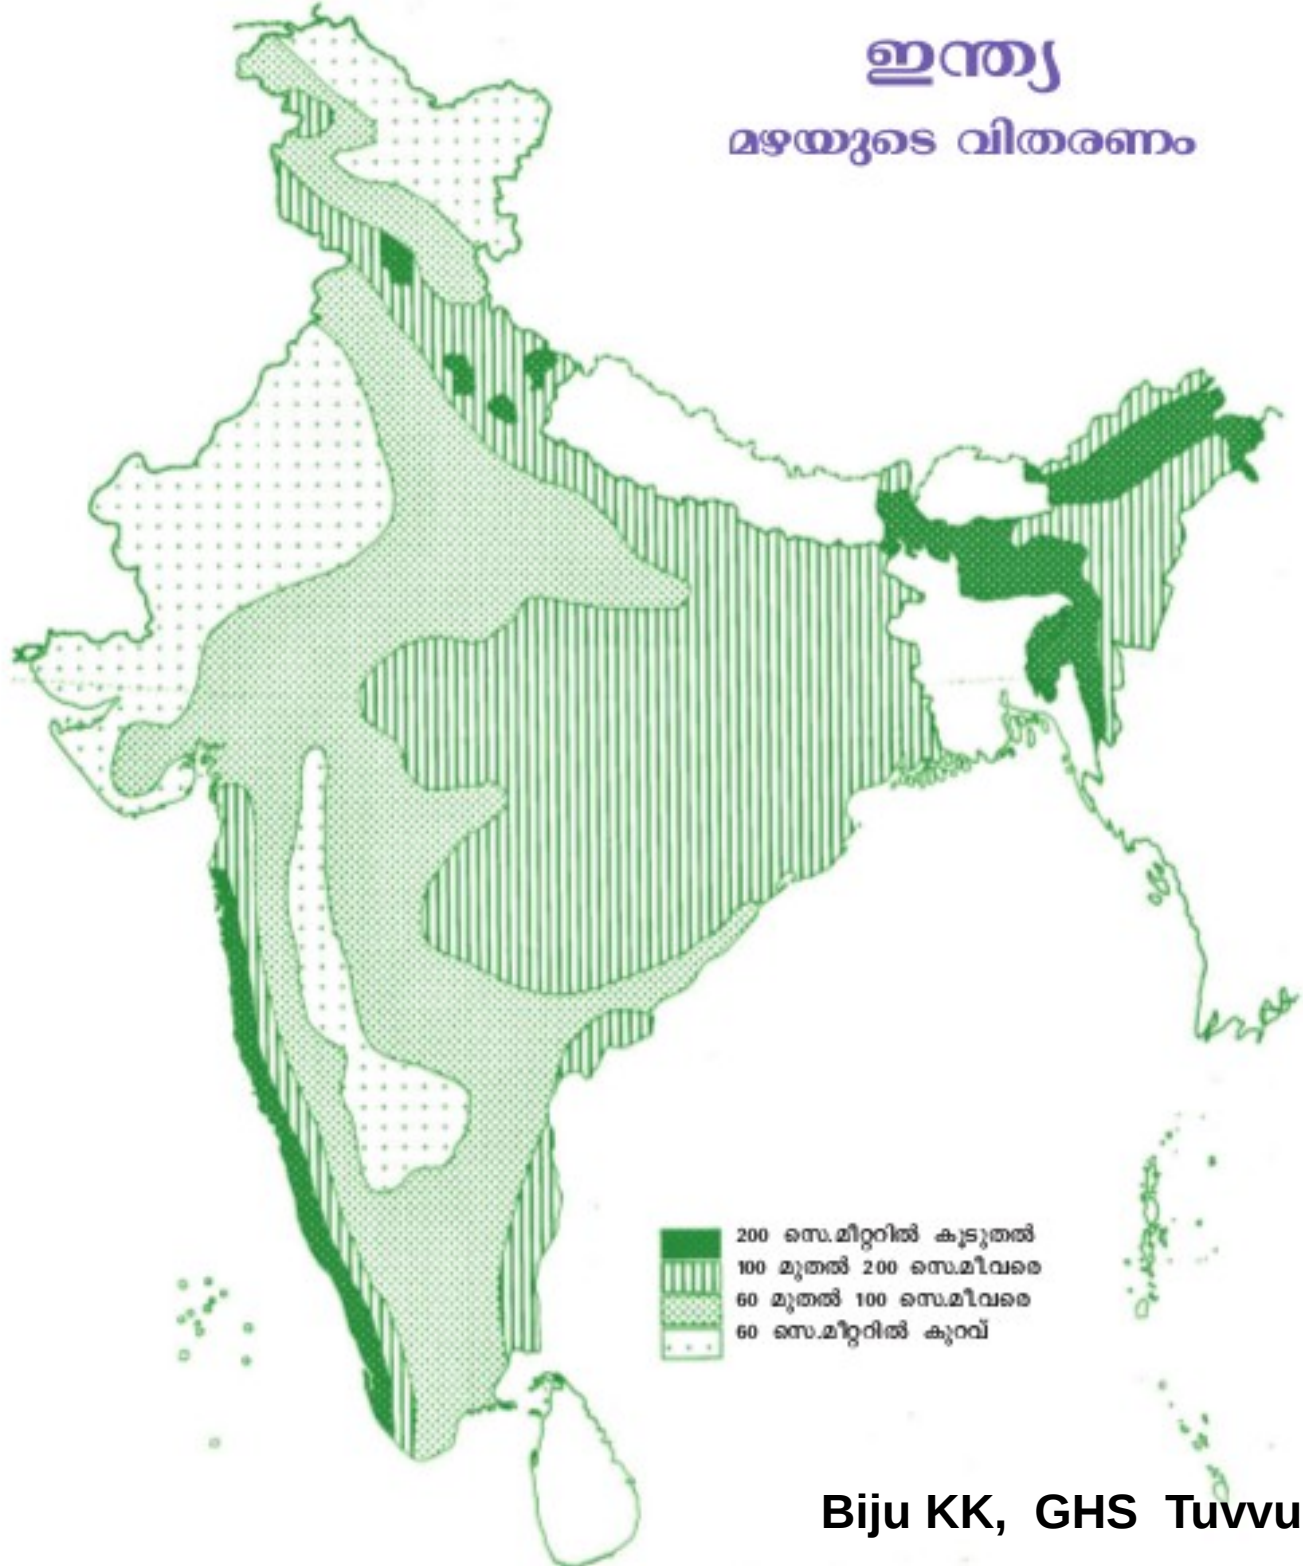 ഇന്ത്യ
മഴയുടെ വിതരണം
200 സെ.മീറ്ററിൽ കൂടുതൽ
100 മുതൽ 200 സെ.മീ.വരെ
60 മുതൽ 100 സെ.മീ.വരെ
60 സെ.മീറ്ററിൽ കുറവ്
Biju KK, GHS Tuvvu